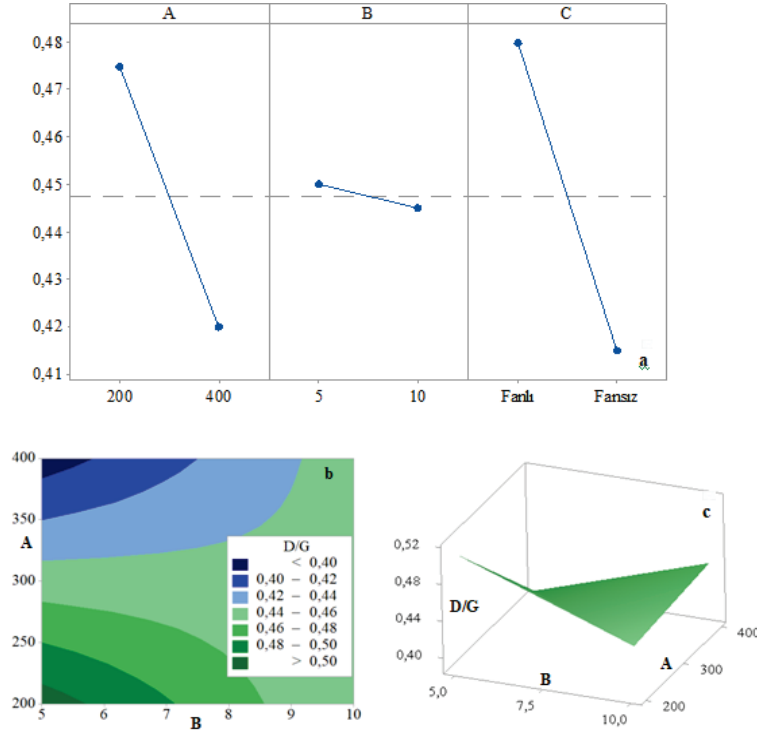 A B C
0,48
0,47
0,46
0,45
0,44
0,43
0,42
0,41
200 400 5 10 Fanlı Fansız
a
400
350
300
250
200
A
5 6 7 8 9 10
B
b
D/G
< 0,40
0,40 – 0,42
0,42 – 0,44
0,44 – 0,46
0,46 – 0,48
0,48 – 0,50
> 0,50
c
0,52
0,48
0,44
0,40
D/G
5,0 7,5 10,0
B
A
200 300 400